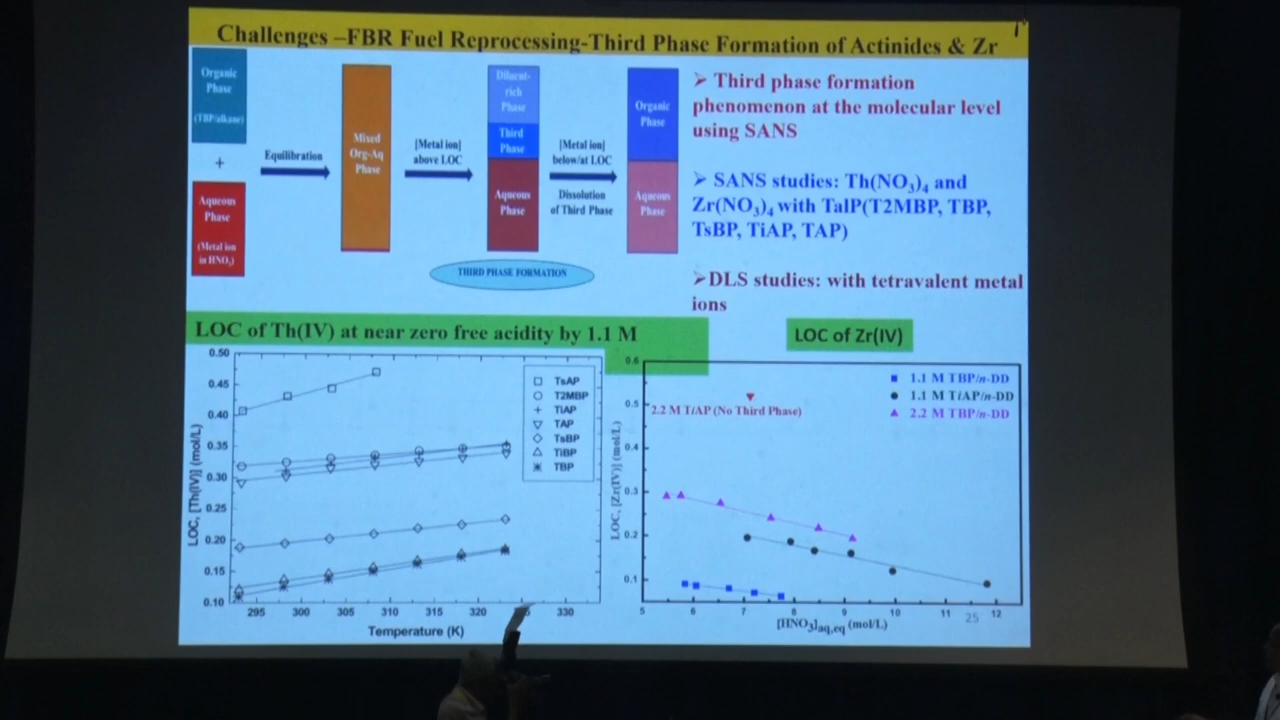 Challenges –FBR Fuel Reprocessing-Third Phase Formation of Actinides & Zr
Organic
Phase
(TBP/alkane)
+
Aqueous
Phase
(Metal ion
in HNO₃)
Equilibration
Mixed
Org-Aq
Phase
[Metal ion]
above LOC
Diluent-
rich
Phase
Third
Phase
Aqueous
Phase
[Metal ion]
below/at LOC
Dissolution
of Third Phase
Organic
Phase
Aqueous
Phase
THIRD PHASE FORMATION
➢ Third phase formation
phenomenon at the molecular level
using SANS
➢ SANS studies: Th(NO₃)₄ and
Zr(NO₃)₄ with TalP(T2MBP, TBP,
TsBP, TiAP, TAP)
➢DLS studies: with tetravalent metal
ions
LOC of Th(IV) at near zero free acidity by 1.1 M
0.50
0.45
0.40
0.35
0.30
0.25
0.20
0.15
0.10
LOC, [Th(IV)] (mol/L)
TsAP
T2MBP
TiAP
TAP
TsBP
TiBP
TBP
295 300 305 310 315 320 330
Temperature (K)
LOC of Zr(IV)
0.6
0.5
0.4
0.3
0.2
0.1
LOC, [Zr(IV)] (mol/L)
2.2 M TiAP (No Third Phase)
1.1 M TBP/n-DD
1.1 M TiAP/n-DD
2.2 M TBP/n-DD
5 6 7 8 9 10 11 12
[HNO₃]aq,eq (mol/L)
25